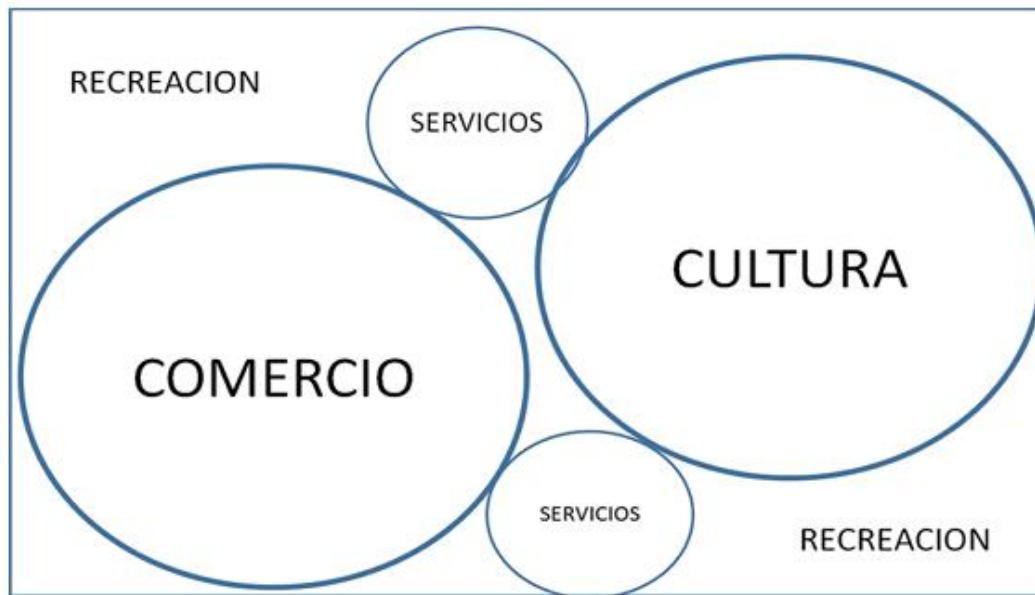 RECREACION
SERVICIOS
CULTURA
COMERCIO
SERVICIOS
RECREACION